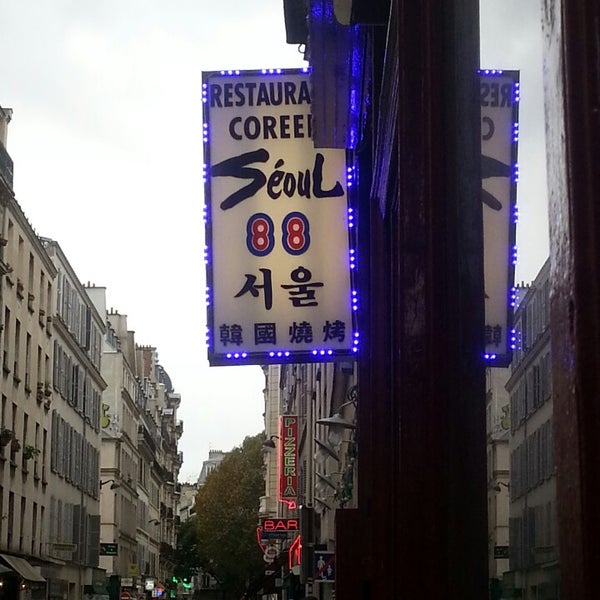 RESTAURA
COREE
SéouL
88
서울
韓國燒烤
PIZZERIA
BAR